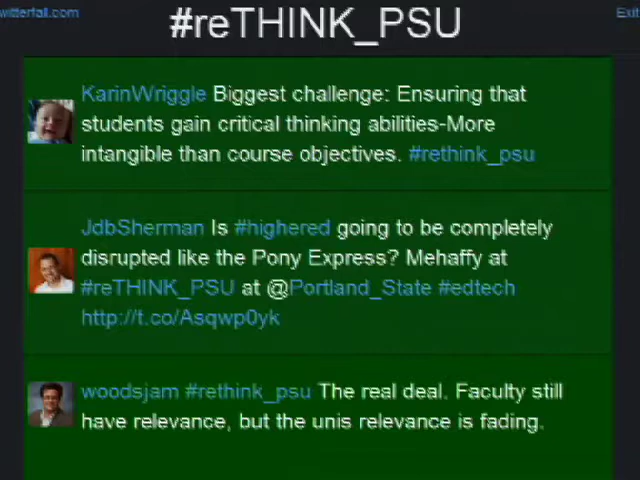 witterfall.com
Exit
#reTHINK_PSU
KarinWriggle Biggest challenge: Ensuring that
students gain critical thinking abilities-More
intangible than course objectives. #rethink_psu
JdbSherman Is #highered going to be completely
disrupted like the Pony Express? Mehaffy at
#reTHINK_PSU at @Portland_State #edtech
http://t.co/Asqwp0yk
woodsjam #rethink_psu The real deal. Faculty still
have relevance, but the unis relevance is fading.